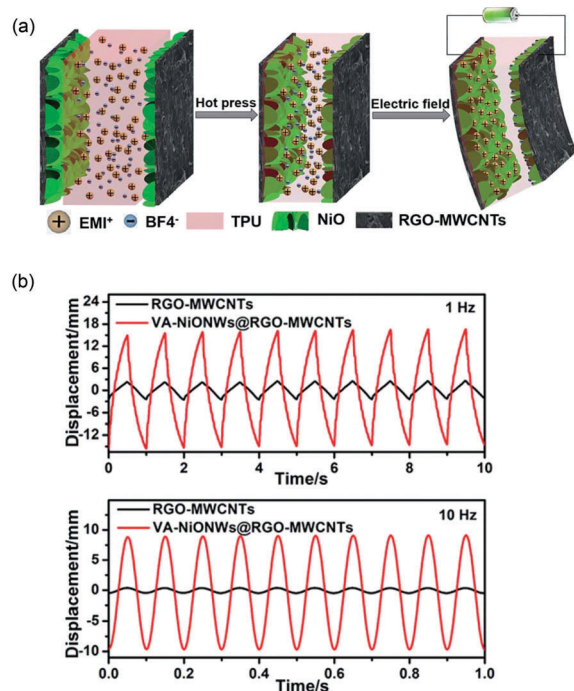 (a)
Hot press
Electric field
EMI⁺ BF4⁻ TPU NiO RGO-MWCNTs
(b)
RGO-MWCNTs 1 Hz
VA-NiONWs@RGO-MWCNTs
Displacement/mm
24
18
12
6
0
-6
-12
0 2 4 6 8 10
Time/s
RGO-MWCNTs 10 Hz
VA-NiONWs@RGO-MWCNTs
Displacement/mm
10
5
0
-5
-10
0.0 0.2 0.4 0.6 0.8 1.0
Time/s